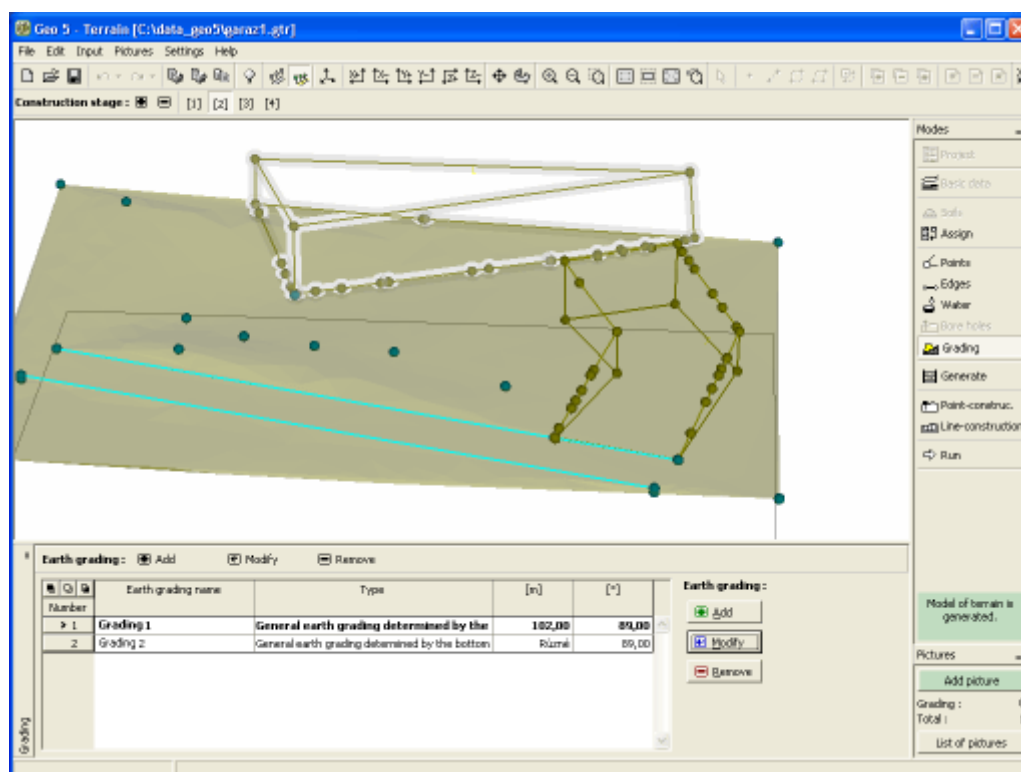 Geo 5 - Terrain [C:\data_geo5\garaz1.gtr]
File Edit Input Pictures Settings Help
Construction stage : [1] [2] [3] [4]
Modes
Project
Basic data
Soils
Assign
Points
Edges
Water
Bore holes
Grading
Generate
Point-construc.
Line-construction
Run
Earth grading : Add Modify Remove
Number Earth grading name Type [m] [°]
1 Grading 1 General earth grading determined by the 102,00 89,00
2 Grading 2 General earth grading determined by the bottom Různé 89,00
Earth grading :
Add
Modify
Remove
Grading
Model of terrain is
generated.
Pictures
Add picture
Grading :
Total :
List of pictures